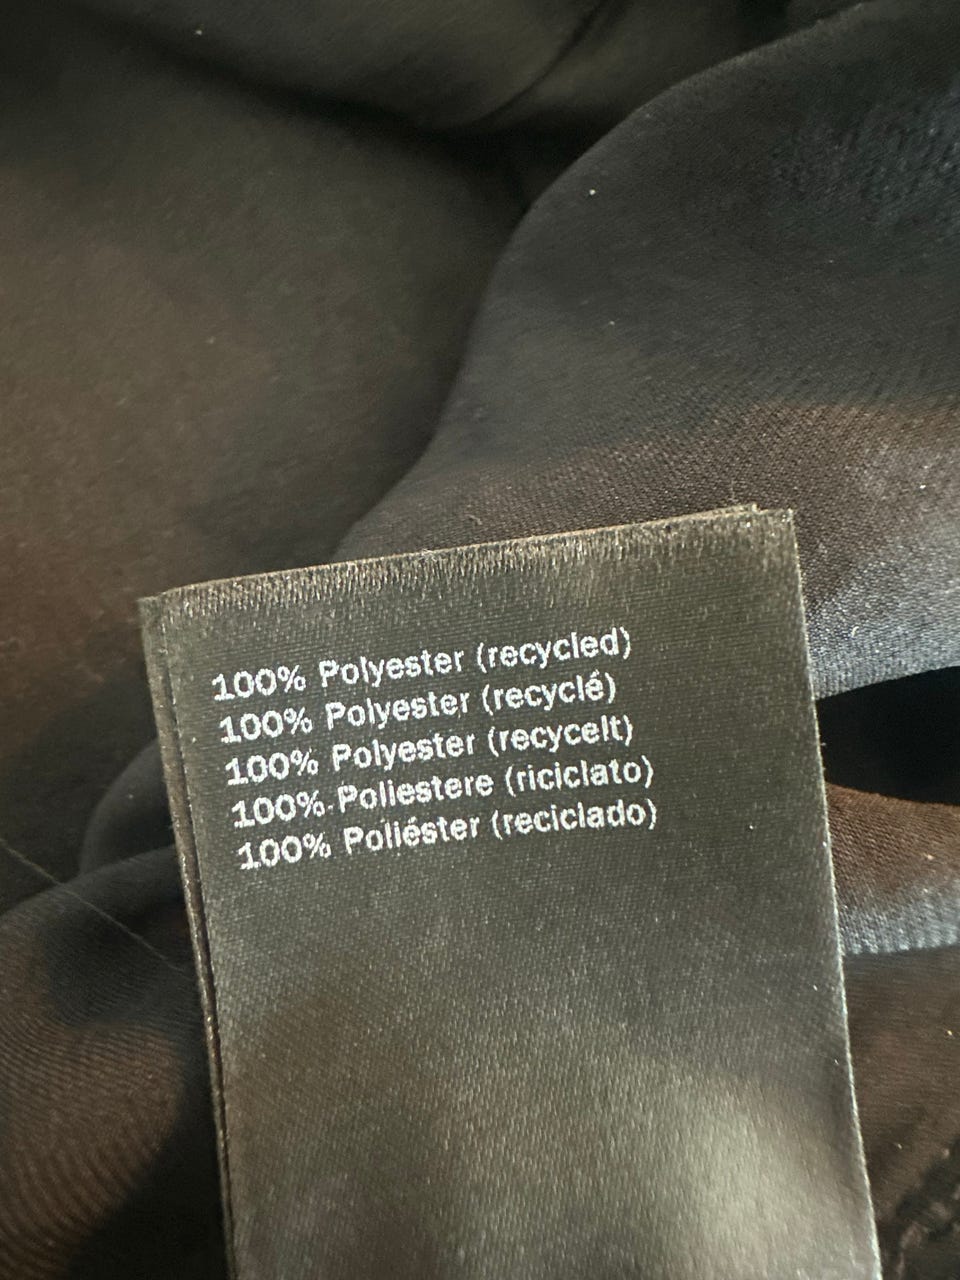 100% Polyester (recycled)
100% Polyester (recyclé)
100% Polyester (recycelt)
100% Poliestere (riciclato)
100% Poliéster (reciclado)